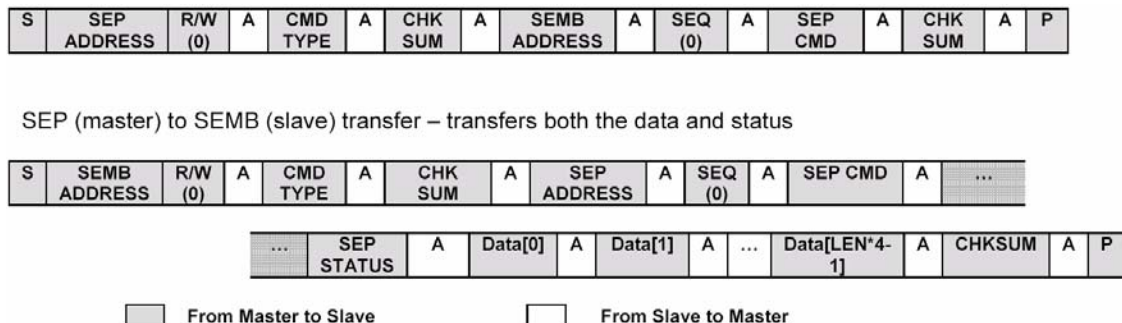 S SEP ADDRESS R/W (0) A CMD TYPE A CHK SUM A SEMB ADDRESS A SEQ (0) A SEP CMD A CHK SUM A P
SEP (master) to SEMB (slave) transfer – transfers both the data and status
S SEMB ADDRESS R/W (0) A CMD TYPE A CHK SUM A SEP ADDRESS A SEQ (0) A SEP CMD A ...
... SEP STATUS A Data[0] A Data[1] A ... Data[LEN*4-1] A CHKSUM A P
From Master to Slave From Slave to Master